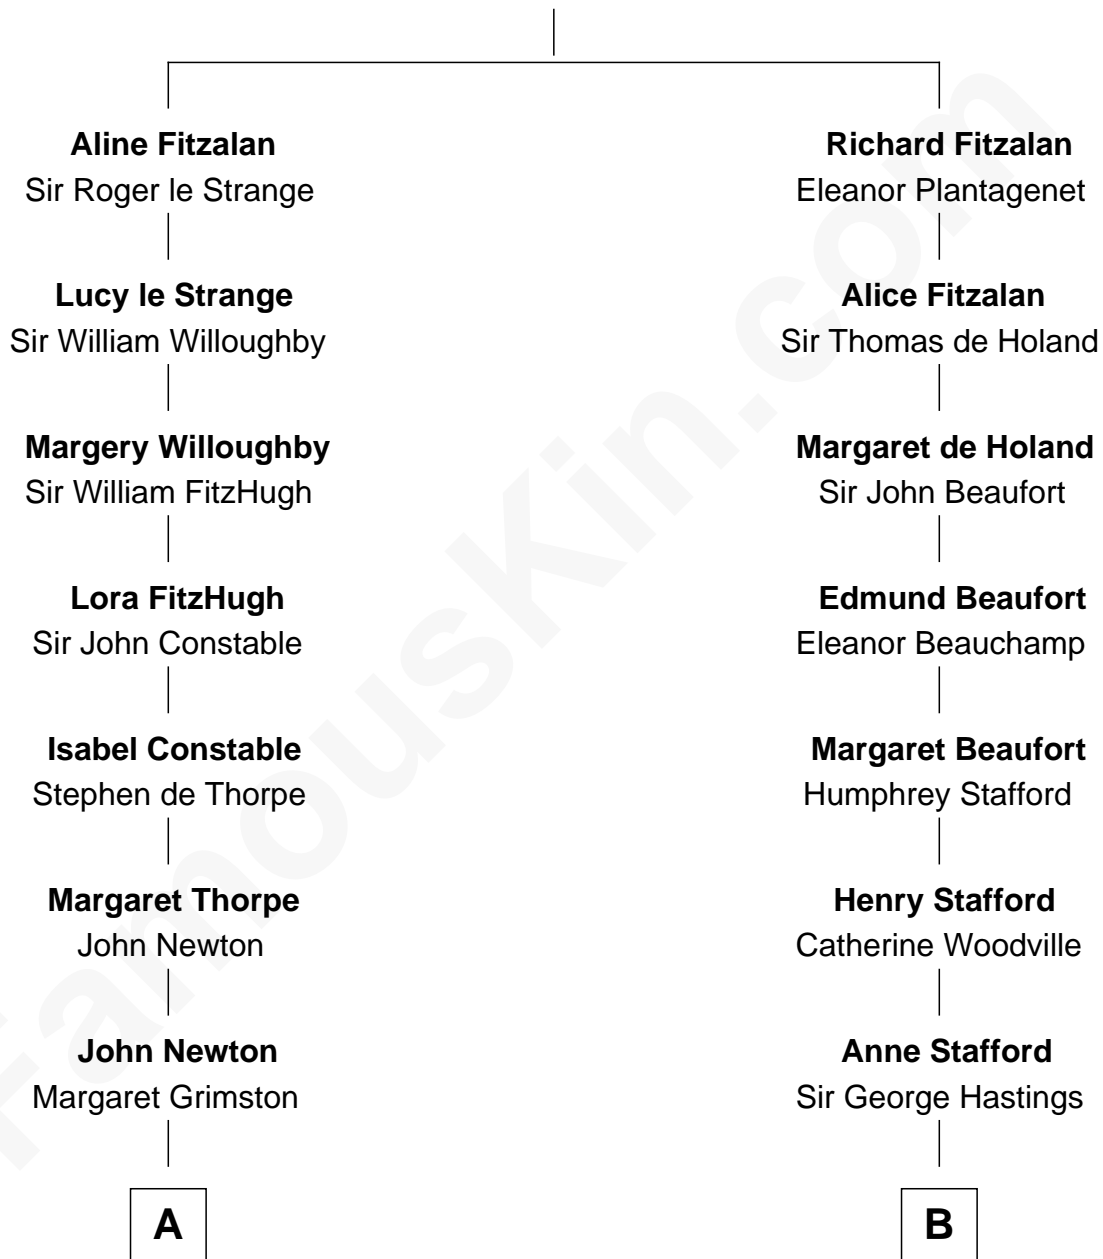 Aline Fitzalan
Sir Roger le Strange
Lucy le Strange
Sir William Willoughby
Margery Willoughby
Sir William FitzHugh
Lora FitzHugh
Sir John Constable
Isabel Constable
Stephen de Thorpe
Margaret Thorpe
John Newton
John Newton
Margaret Grimston
A
Richard Fitzalan
Eleanor Plantagenet
Alice Fitzalan
Sir Thomas de Holand
Margaret de Holand
Sir John Beaufort
Edmund Beaufort
Eleanor Beauchamp
Margaret Beaufort
Humphrey Stafford
Henry Stafford
Catherine Woodville
Anne Stafford
Sir George Hastings
B
FamousKin.com